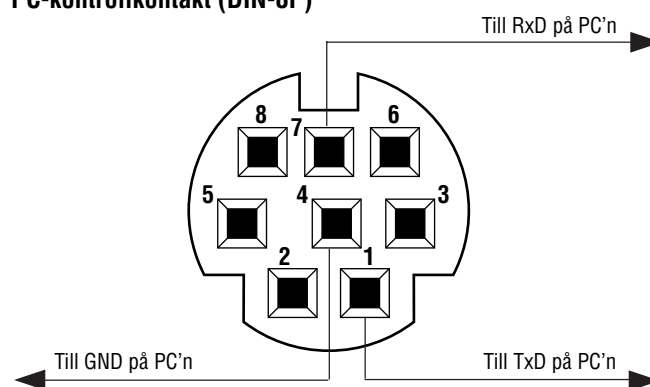 PC-kontrollkontakt (DIN-8P)
Till RxD på PC’n
8 7 6
5 4 3
2 1
Till GND på PC’n Till TxD på PC’n